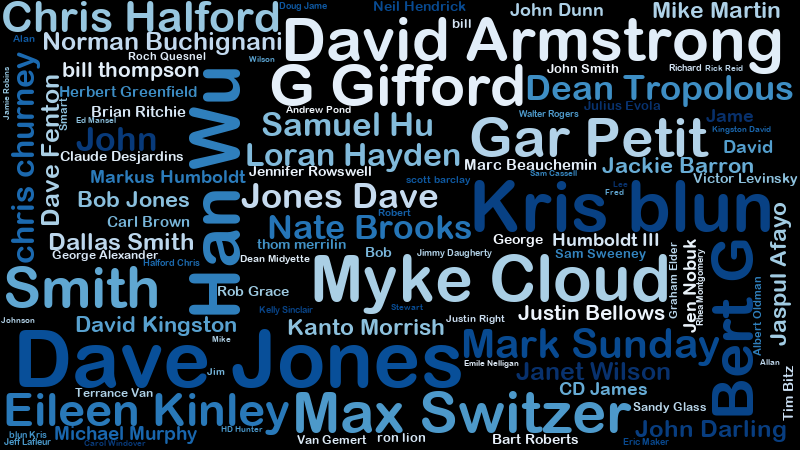 Chris Halford
Doug Jame
Neil Hendrick
John Dunn
Mike Martin
Alan
Norman Buchignani
bill
David Armstrong
Roch Quesnel
Wilson
bill thompson
G Gifford
John Smith
Richard
Rick Reid
Jamie Robins
chris churney
Dave Fenton
Smart
Herbert Greenfield
Han Wu
Dean Tropolous
Brian Ritchie
Andrew Pond
Julius Evola
Ed Mansel
Samuel Hu
Walter Rogers
Jame
John
Gar Petit
Kingston David
Claude Desjardins
Loran Hayden
David
Marc Beauchemin
Jackie Barron
Markus Humboldt
Jennifer Rowswell
Sam Cassell
Victor Levinsky
scott barclay
Lee
Fred
Bob Jones
Jones Dave
Kris blun
Carl Brown
Robert
Nate Brooks
Dallas Smith
thom merrilin
George
Humboldt III
George Alexander
Bob
Jimmy Daugherty
Sam Sweeney
Halford Chris
Dean Midyette
Graham Elder
Jen Nobuk
Rhea Montgomery
Bert G
Albert Oldman
Jaspul Afayo
Smith
Rob Grace
Myke Cloud
Kelly Sinclair
Stewart
Johnson
David Kingston
Kanto Morrish
Justin Right
Justin Bellows
Mike
Dave Jones
Mark Sunday
Jim
Emile Nelligan
Janet Wilson
Allan
Tim Bitz
Terrance Van
CD James
Eileen Kinley
Max Switzer
Sandy Glass
blun Kris
Michael Murphy
HD Hunter
John Darling
Jeff Lafleur
Carol Windover
Van Gemert
ron lion
Bart Roberts
Eric Maker